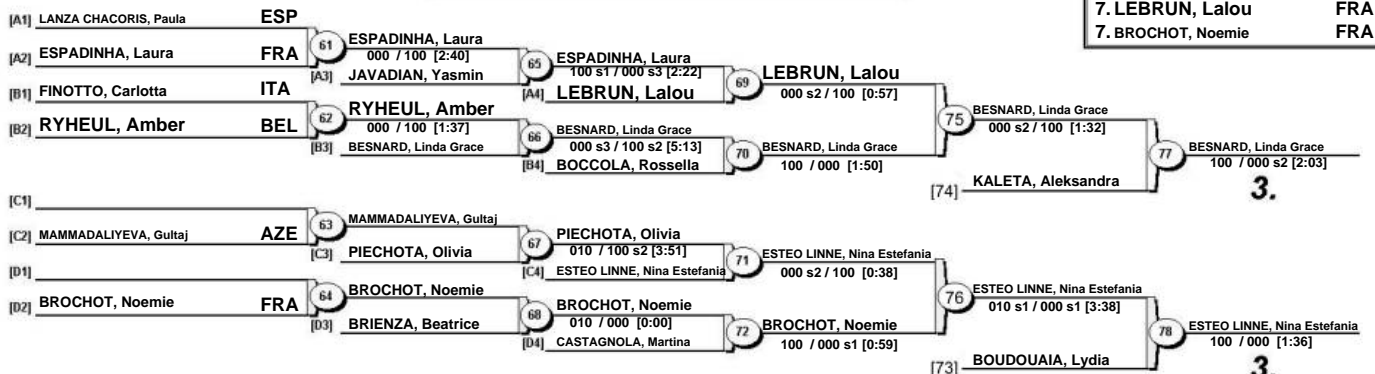 7. LEBRUN, Lalou FRA
7. BROCHOT, Noemie FRA
[A1] LANZA CHACORIS, Paula ESP
[A2] ESPADINHA, Laura FRA
61
ESPADINHA, Laura
000 / 100 [2:40]
[A3] JAVADIAN, Yasmin
65
ESPADINHA, Laura
100 s1 / 000 s3 [2:22]
[A4] LEBRUN, Lalou
69
LEBRUN, Lalou
000 s2 / 100 [0:57]
[B1] FINOTTO, Carlotta ITA
[B2] RYHEUL, Amber BEL
62
RYHEUL, Amber
000 / 100 [1:37]
[B3] BESNARD, Linda Grace
66
BESNARD, Linda Grace
000 s3 / 100 s2 [5:13]
[B4] BOCCOLA, Rossella
70
BESNARD, Linda Grace
100 / 000 [1:50]
75
BESNARD, Linda Grace
000 s2 / 100 [1:32]
[74] KALETA, Aleksandra
77
BESNARD, Linda Grace
100 / 000 s2 [2:03]
3.
[C1]
[C2] MAMMADALIYEVA, Gultaj AZE
63
MAMMADALIYEVA, Gultaj
[C3] PIECHOTA, Olivia
67
PIECHOTA, Olivia
010 / 100 s2 [3:51]
[C4] ESTEO LINNE, Nina Estefania
71
ESTEO LINNE, Nina Estefania
000 s2 / 100 [0:38]
[D1]
[D2] BROCHOT, Noemie FRA
64
BROCHOT, Noemie
[D3] BRIENZA, Beatrice
68
BROCHOT, Noemie
010 / 000 [0:00]
[D4] CASTAGNOLA, Martina
72
BROCHOT, Noemie
100 / 000 s1 [0:59]
76
ESTEO LINNE, Nina Estefania
010 s1 / 000 s1 [3:38]
[73] BOUDOUAIA, Lydia
78
ESTEO LINNE, Nina Estefania
100 / 000 [1:36]
3.